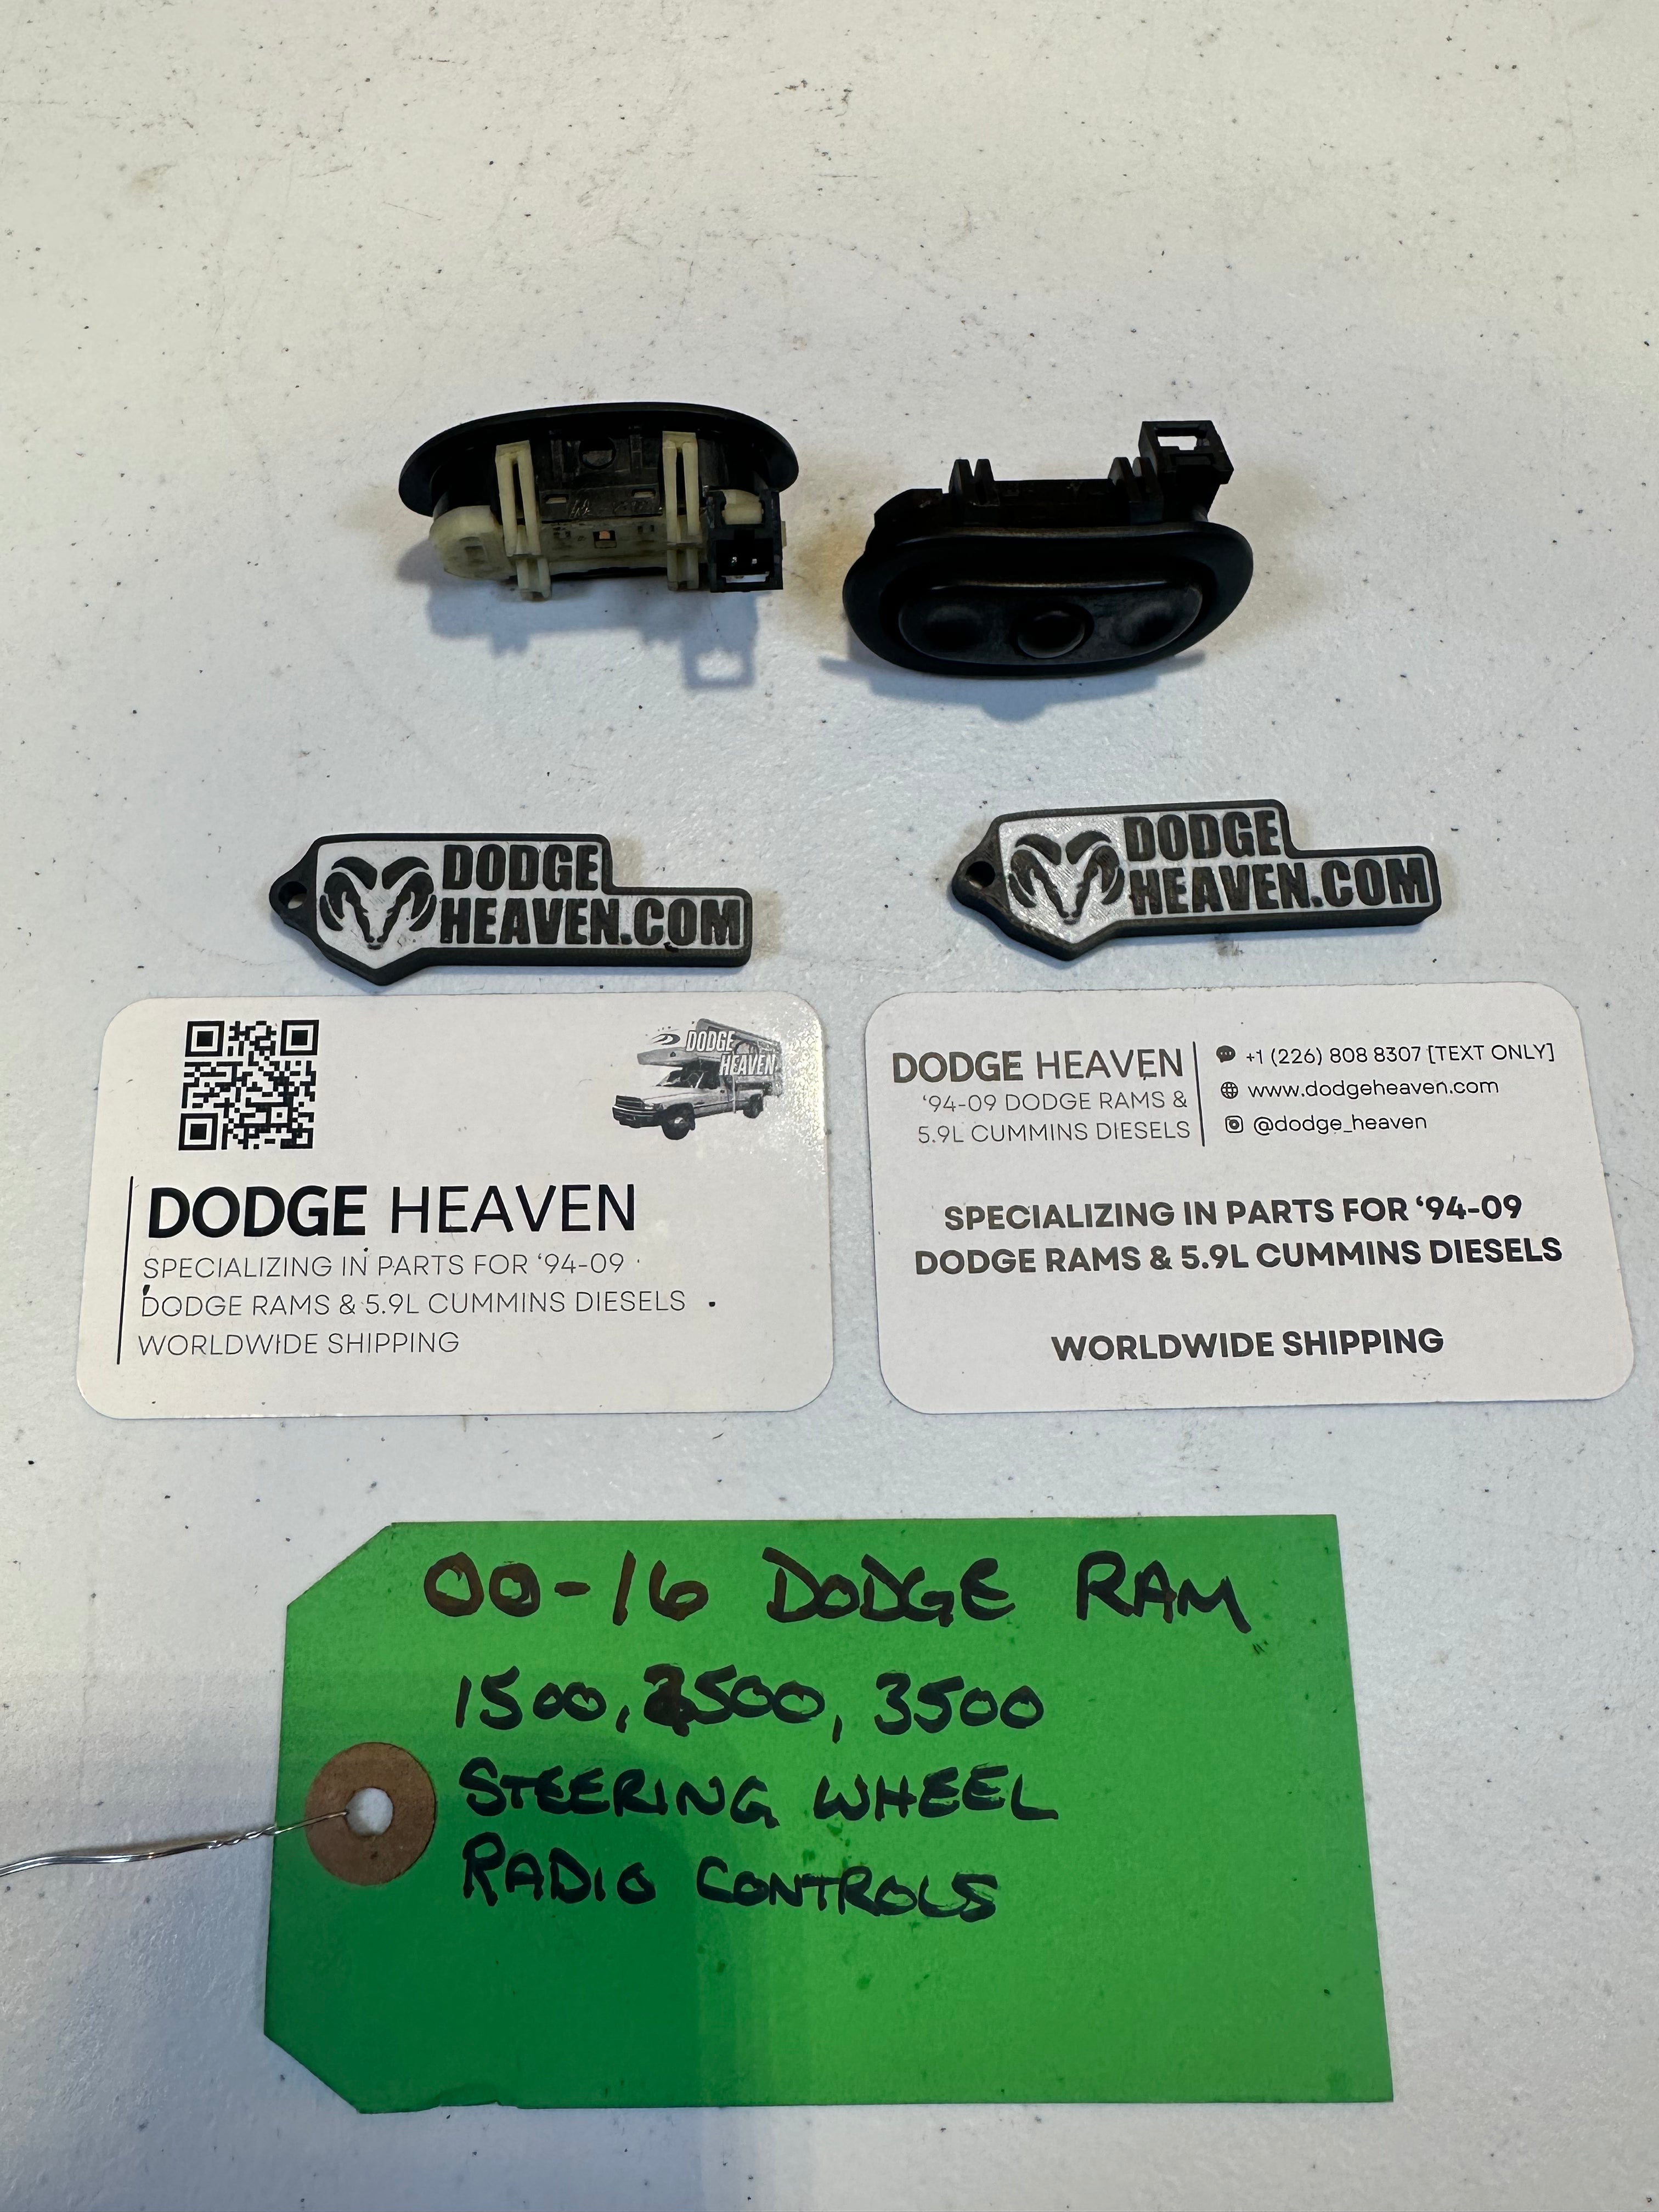 DODGE
HEAVEN.COM
DODGE
HEAVEN.COM
DODGE
HEAVEN
DODGE HEAVEN
SPECIALIZING IN PARTS FOR ‘94-09
DODGE RAMS & 5.9L CUMMINS DIESELS
WORLDWIDE SHIPPING
DODGE HEAVEN
‘94-09 DODGE RAMS &
5.9L CUMMINS DIESELS
+1 (226) 808 8307 [TEXT ONLY]
www.dodgeheaven.com
@dodge_heaven
SPECIALIZING IN PARTS FOR ‘94-09
DODGE RAMS & 5.9L CUMMINS DIESELS
WORLDWIDE SHIPPING
00-16 DODGE RAM
1500, 2500, 3500
STEERING WHEEL
RADIO CONTROLS